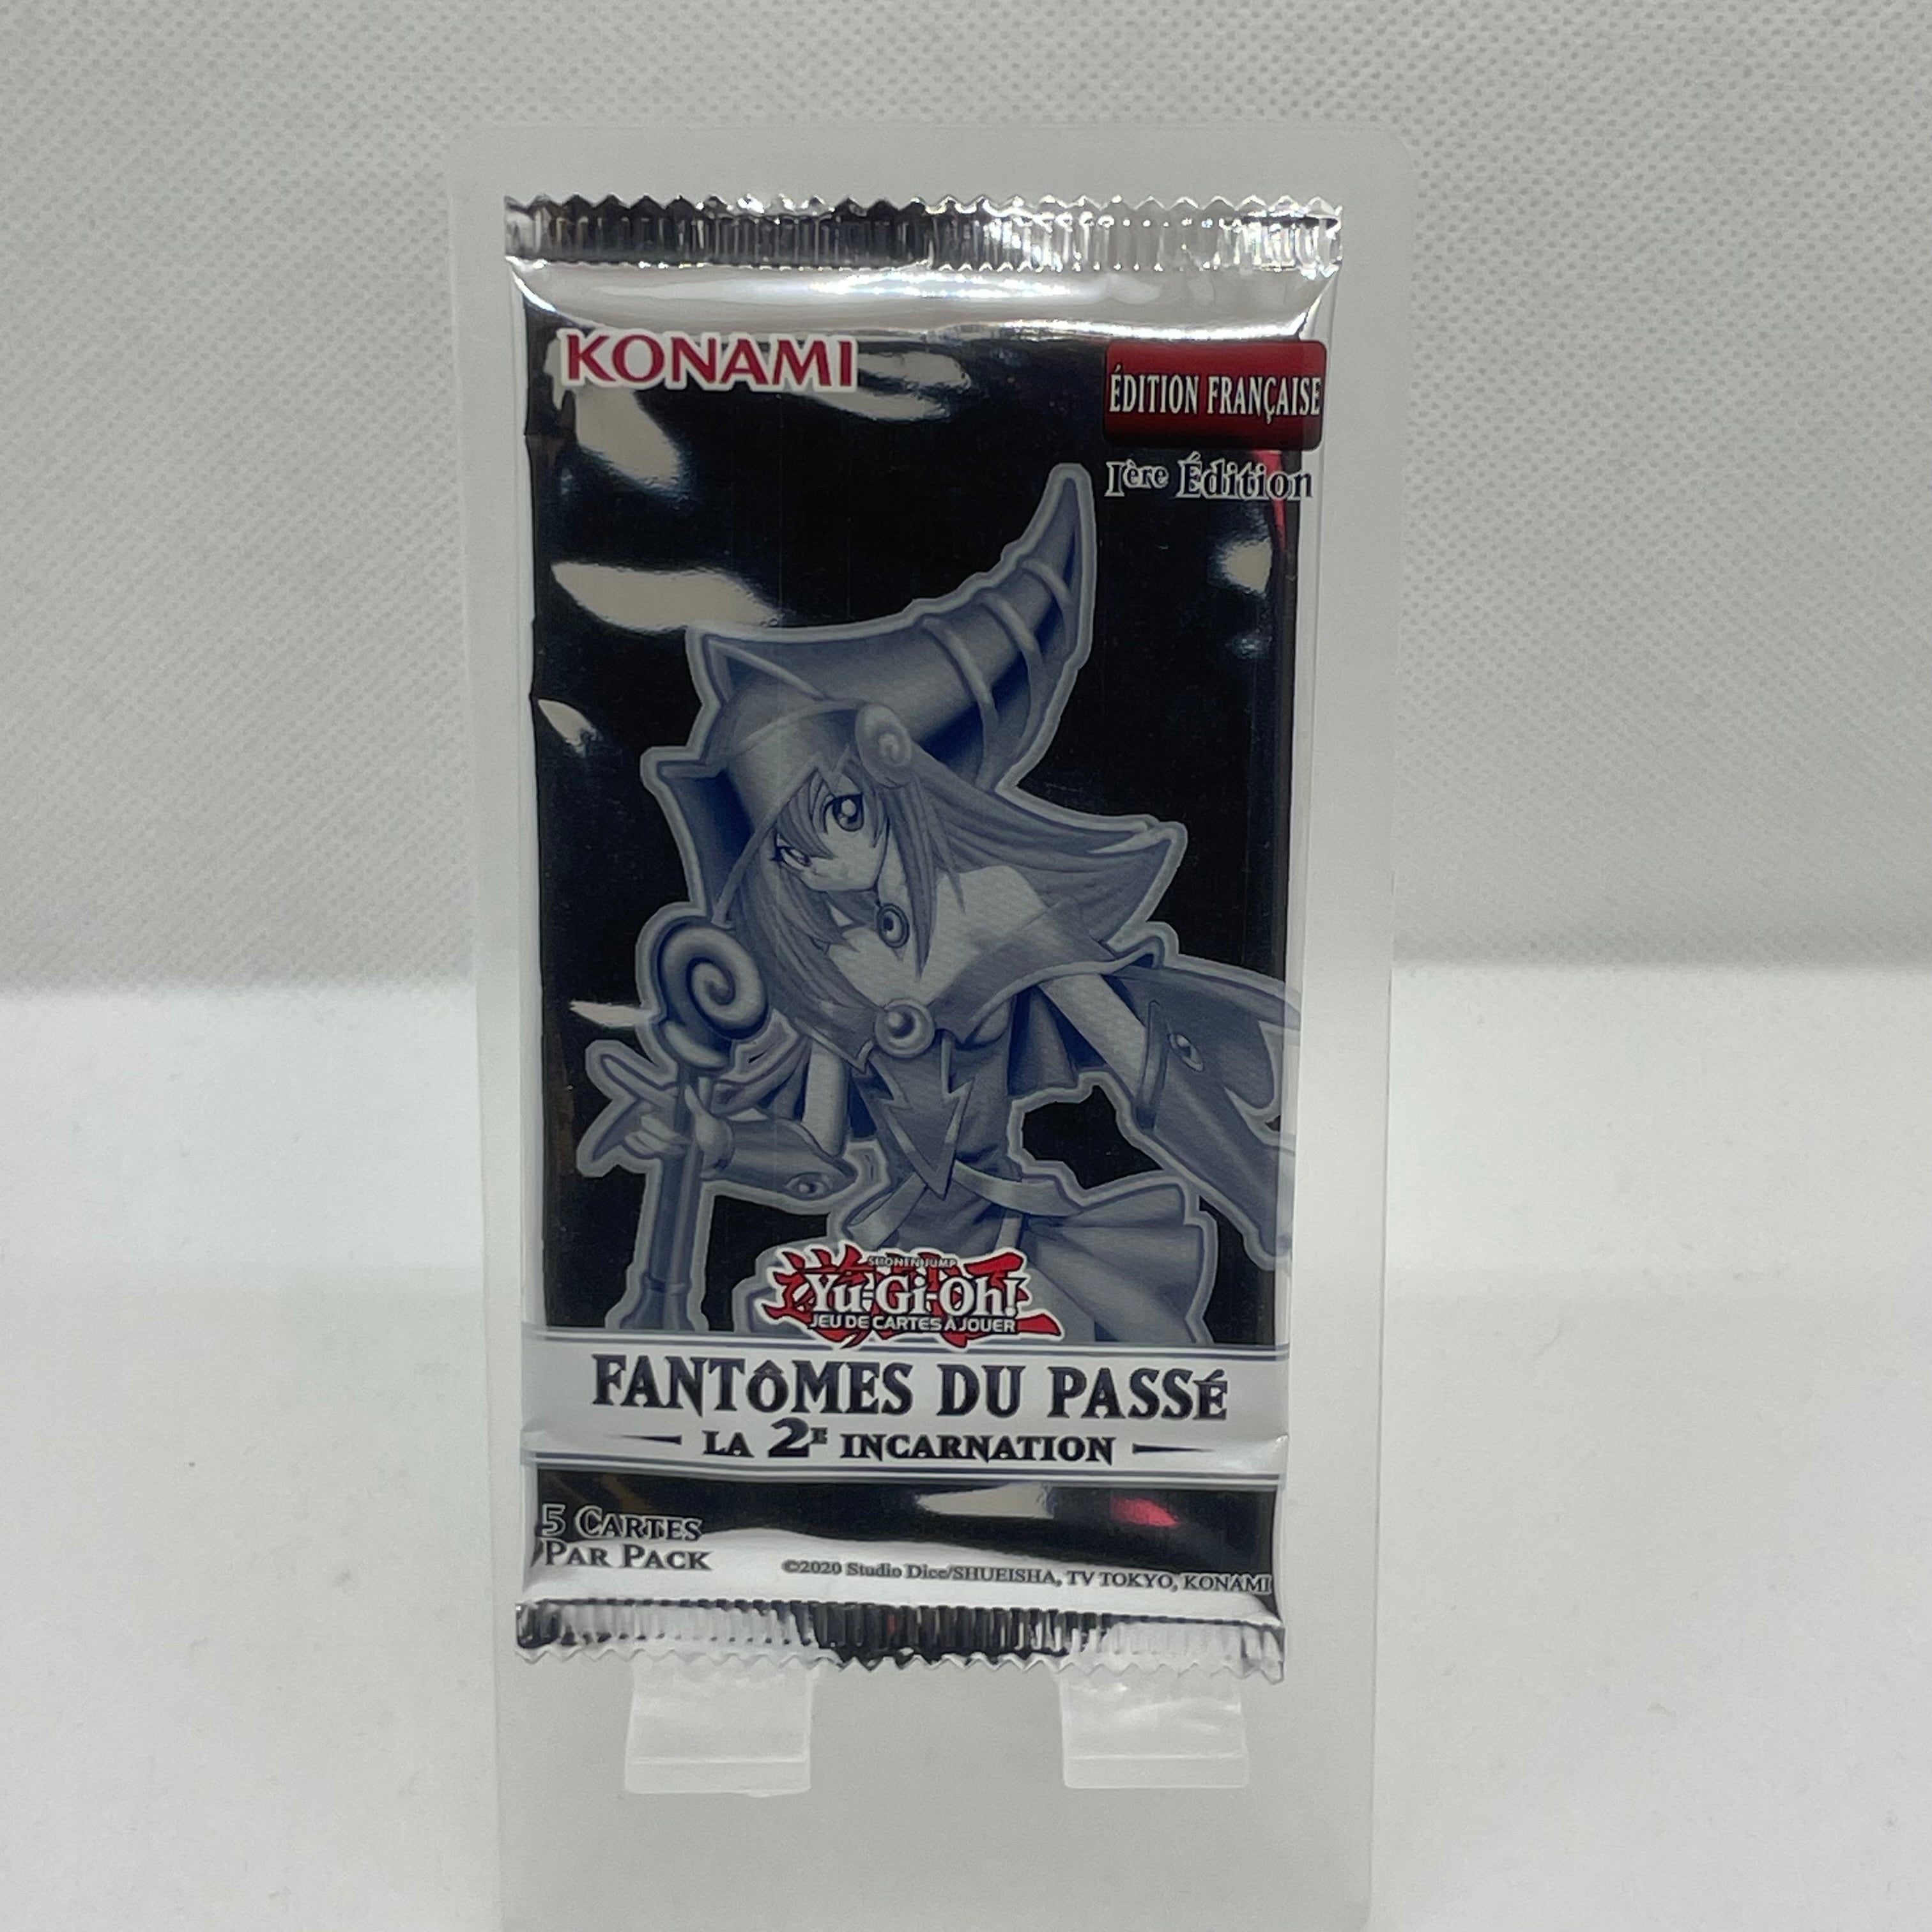 KONAMI
ÉDITION FRANÇAISE
1ère Édition
SHONEN JUMP
Yu-Gi-Oh!
JEU DE CARTES À JOUER
FANTÔMES DU PASSÉ
LA 2E INCARNATION
5 CARTES
PAR PACK
©2020 Studio Dice/SHUEISHA, TV TOKYO, KONAMI